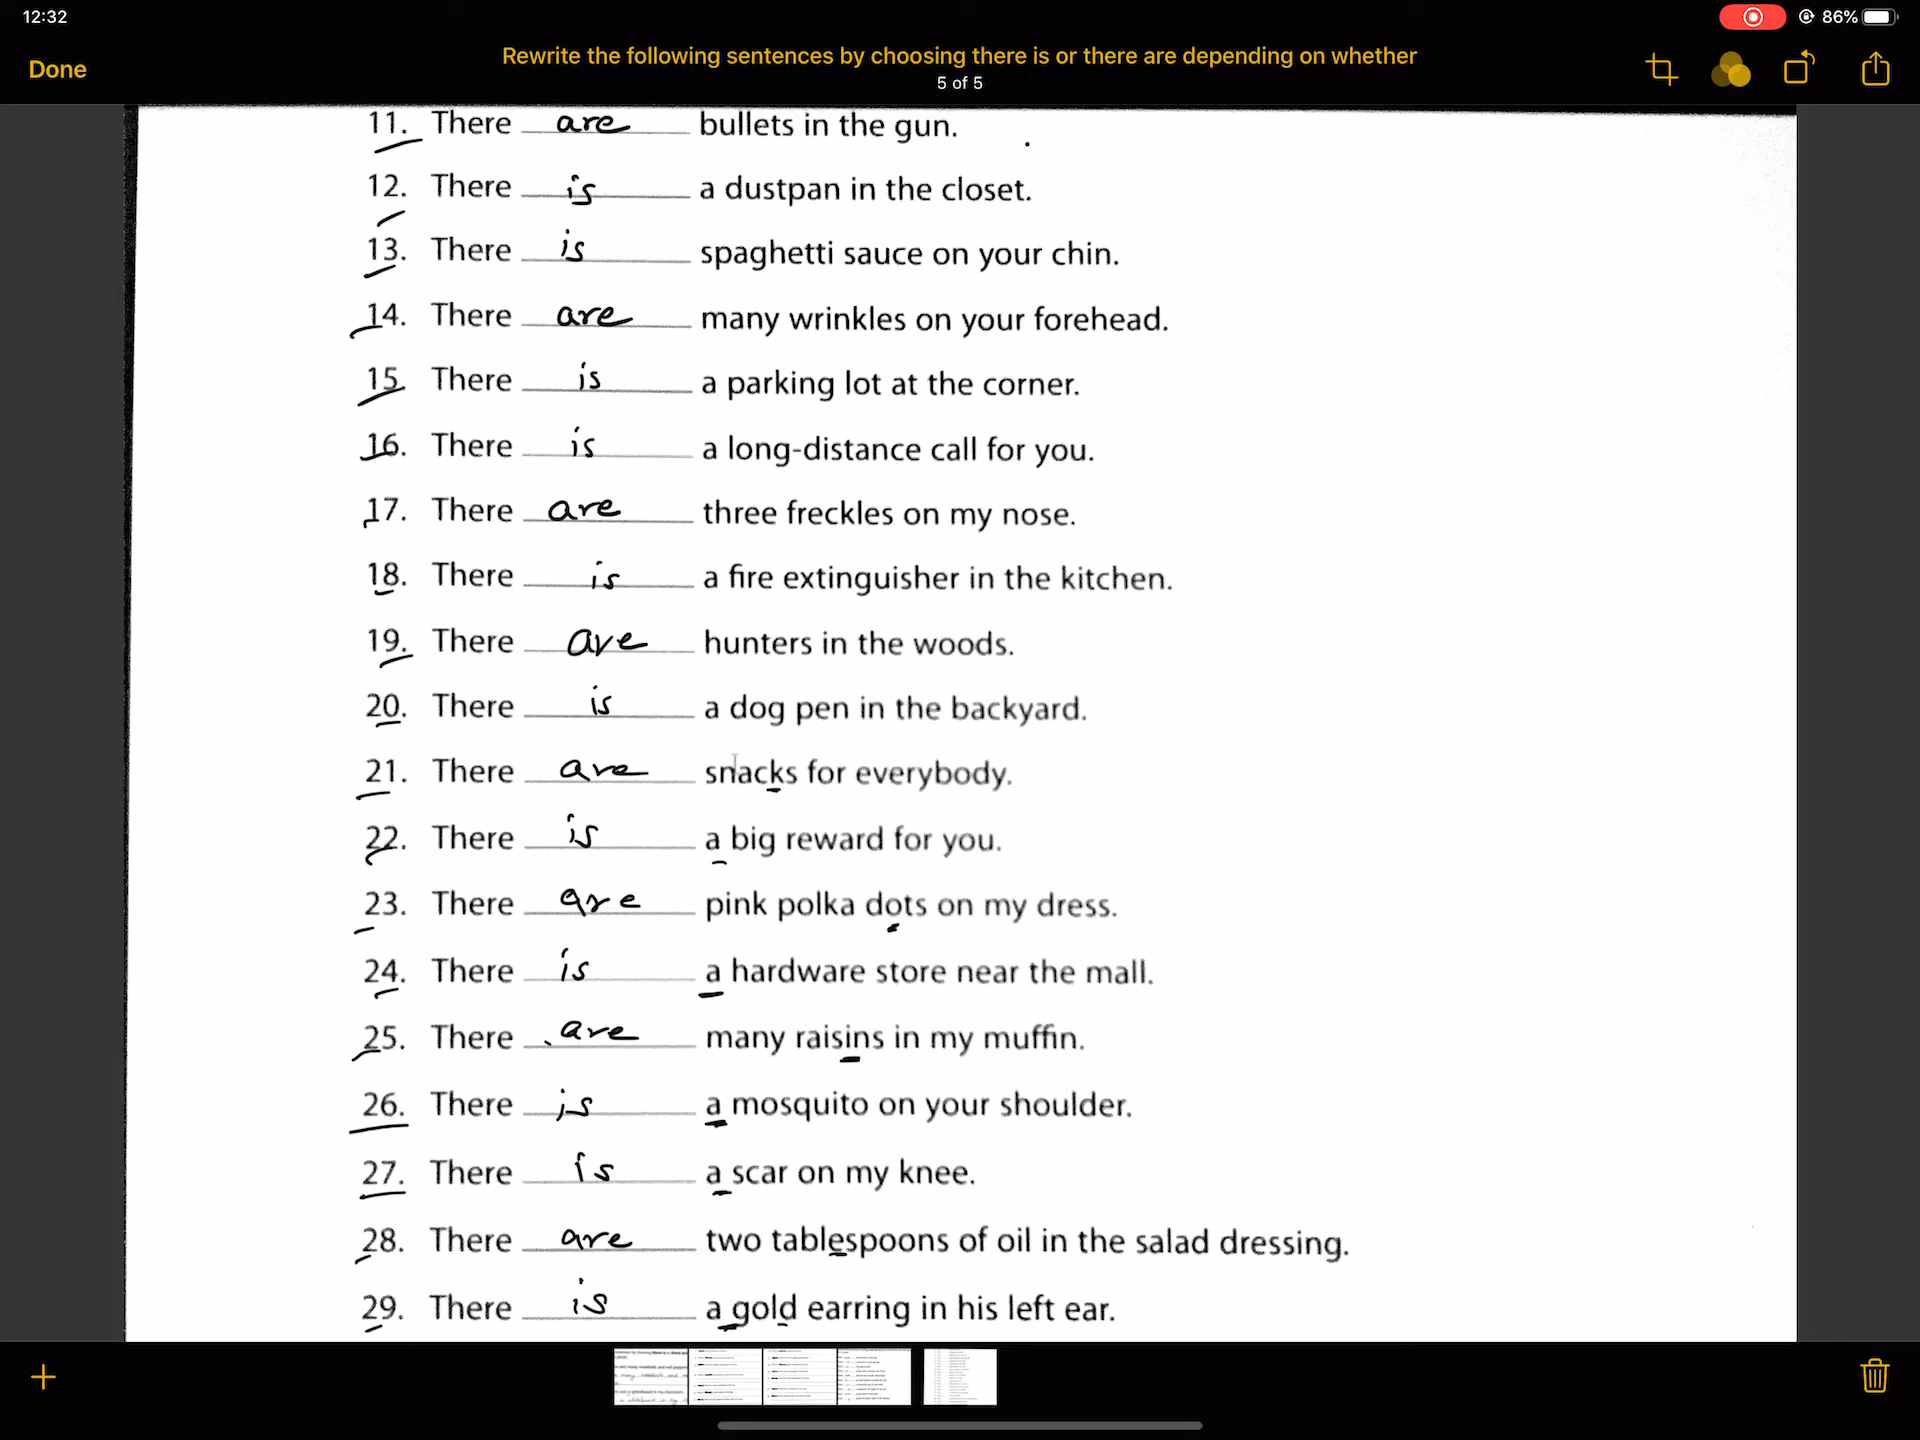 12:32
86%
Done
Rewrite the following sentences by choosing there is or there are depending on whether
5 of 5
11. There are bullets in the gun.
12. There is a dustpan in the closet.
13. There is spaghetti sauce on your chin.
14. There are many wrinkles on your forehead.
15. There is a parking lot at the corner.
16. There is a long-distance call for you.
17. There are three freckles on my nose.
18. There is a fire extinguisher in the kitchen.
19. There are hunters in the woods.
20. There is a dog pen in the backyard.
21. There are snacks for everybody.
22. There is a big reward for you.
23. There are pink polka dots on my dress.
24. There is a hardware store near the mall.
25. There are many raisins in my muffin.
26. There is a mosquito on your shoulder.
27. There is a scar on my knee.
28. There are two tablespoons of oil in the salad dressing.
29. There is a gold earring in his left ear.